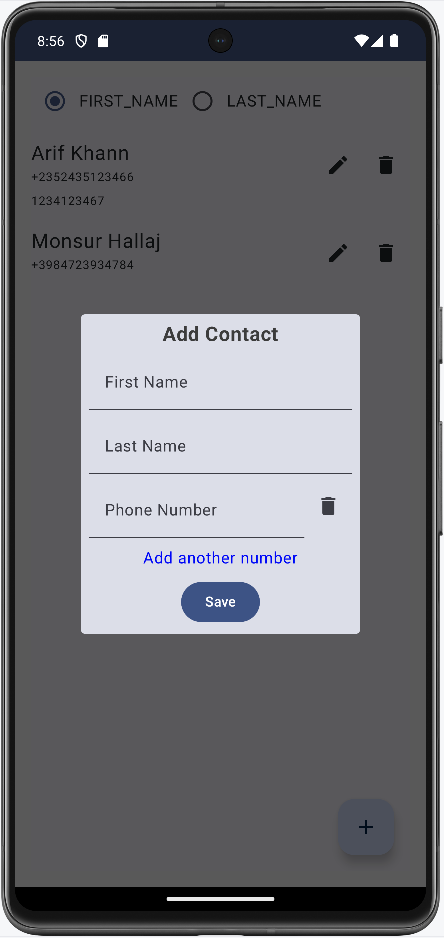 8:56
FIRST_NAME LAST_NAME
Arif Khann
+2352435123466
1234123467
Monsur Hallaj
+3984723934784
Add Contact
First Name
Last Name
Phone Number
Add another number
Save
+